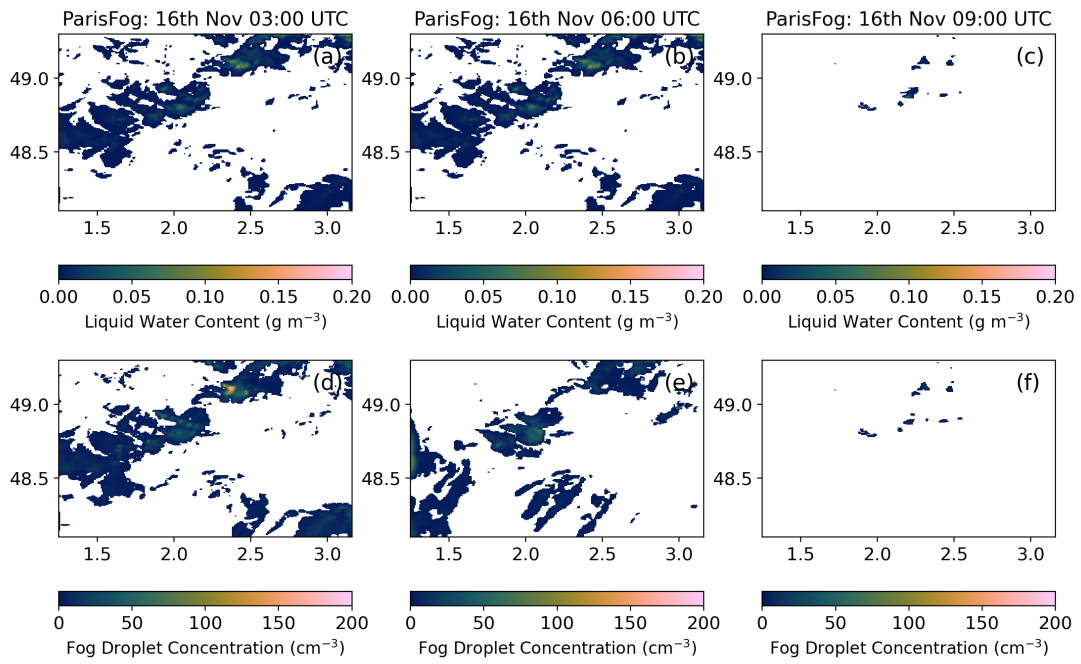 ParisFog: 16th Nov 03:00 UTC ParisFog: 16th Nov 06:00 UTC ParisFog: 16th Nov 09:00 UTC
(a) (b) (c)
49.0 49.0 49.0
48.5 48.5 48.5
1.5 2.0 2.5 3.0 1.5 2.0 2.5 3.0 1.5 2.0 2.5 3.0
0.00 0.05 0.10 0.15 0.20 0.00 0.05 0.10 0.15 0.20 0.00 0.05 0.10 0.15 0.20
Liquid Water Content (g m⁻³) Liquid Water Content (g m⁻³) Liquid Water Content (g m⁻³)
(d) (e) (f)
49.0 49.0 49.0
48.5 48.5 48.5
1.5 2.0 2.5 3.0 1.5 2.0 2.5 3.0 1.5 2.0 2.5 3.0
0 50 100 150 200 0 50 100 150 200 0 50 100 150 200
Fog Droplet Concentration (cm⁻³) Fog Droplet Concentration (cm⁻³) Fog Droplet Concentration (cm⁻³)